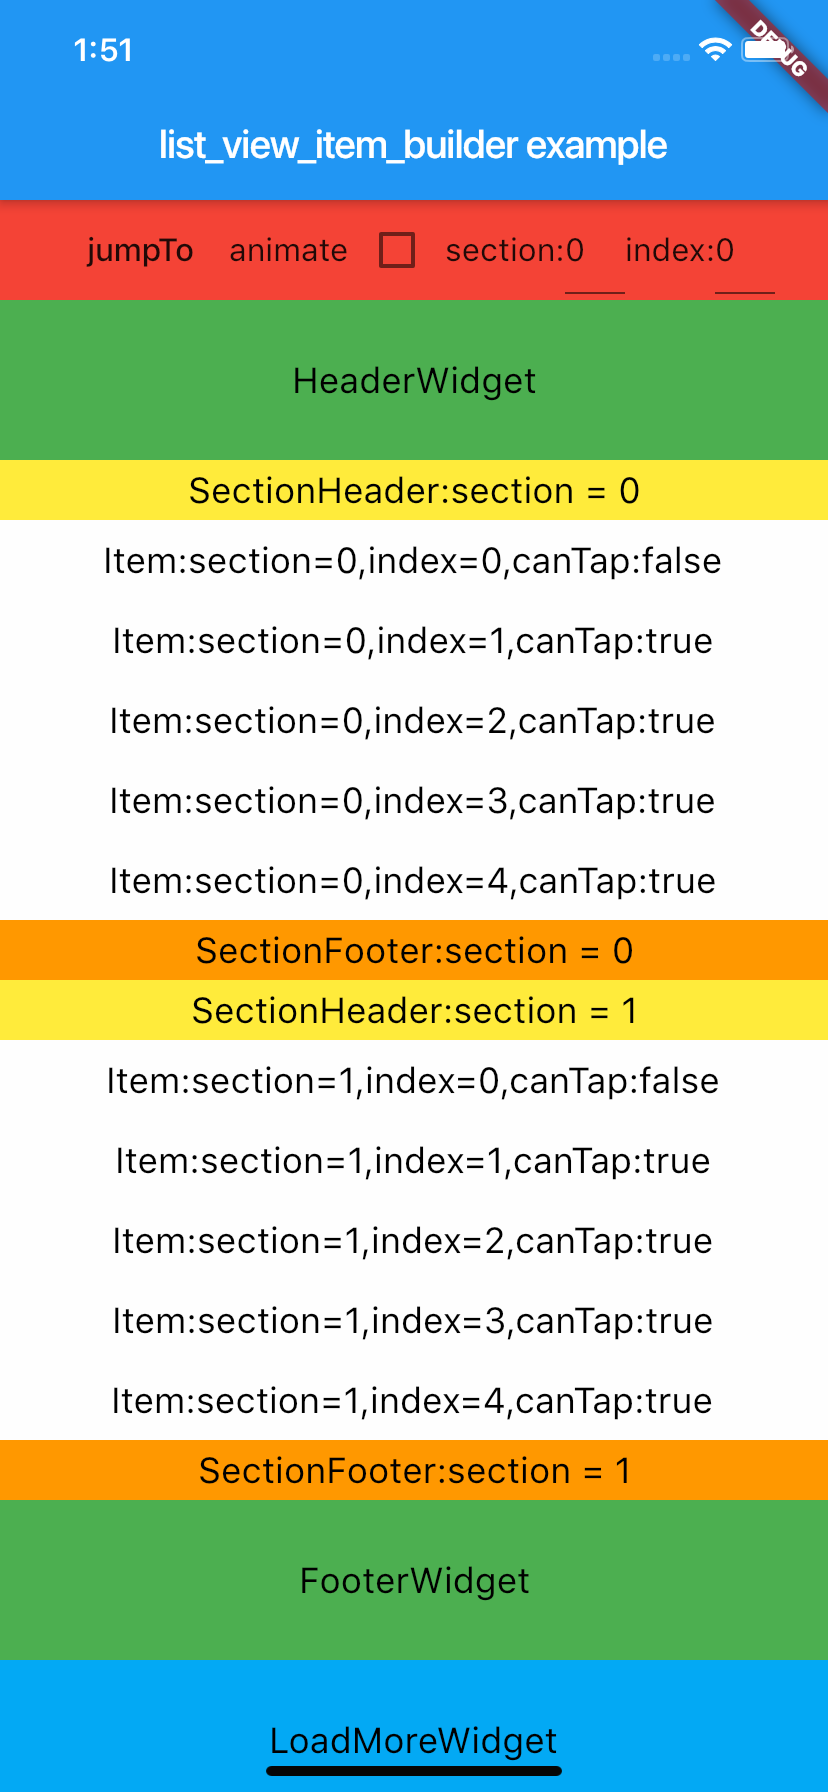 1:51
DEBUG
list_view_item_builder example
jumpTo animate section:0 index:0
HeaderWidget
SectionHeader:section = 0
Item:section=0,index=0,canTap:false
Item:section=0,index=1,canTap:true
Item:section=0,index=2,canTap:true
Item:section=0,index=3,canTap:true
Item:section=0,index=4,canTap:true
SectionFooter:section = 0
SectionHeader:section = 1
Item:section=1,index=0,canTap:false
Item:section=1,index=1,canTap:true
Item:section=1,index=2,canTap:true
Item:section=1,index=3,canTap:true
Item:section=1,index=4,canTap:true
SectionFooter:section = 1
FooterWidget
LoadMoreWidget